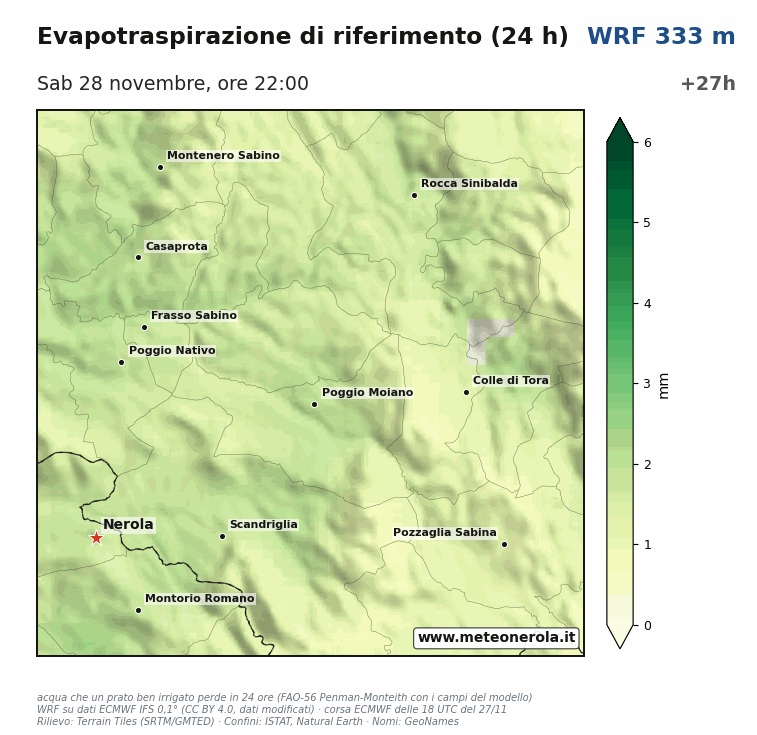 Evapotraspirazione di riferimento (24 h) WRF 333 m
Sab 28 novembre, ore 22:00 +27h
Montenero Sabino
Rocca Sinibalda
Casaprota
Frasso Sabino
Poggio Nativo
Colle di Tora
Poggio Moiano
Nerola
Scandriglia
Pozzaglia Sabina
Montorio Romano
www.meteonerola.it
6
5
4
3
2
1
0
mm
acqua che un prato ben irrigato perde in 24 ore (FAO-56 Penman-Monteith con i campi del modello)
WRF su dati ECMWF IFS 0,1° (CC BY 4.0, dati modificati) · corsa ECMWF delle 18 UTC del 27/11
Rilievo: Terrain Tiles (SRTM/GMTED) · Confini: ISTAT, Natural Earth · Nomi: GeoNames